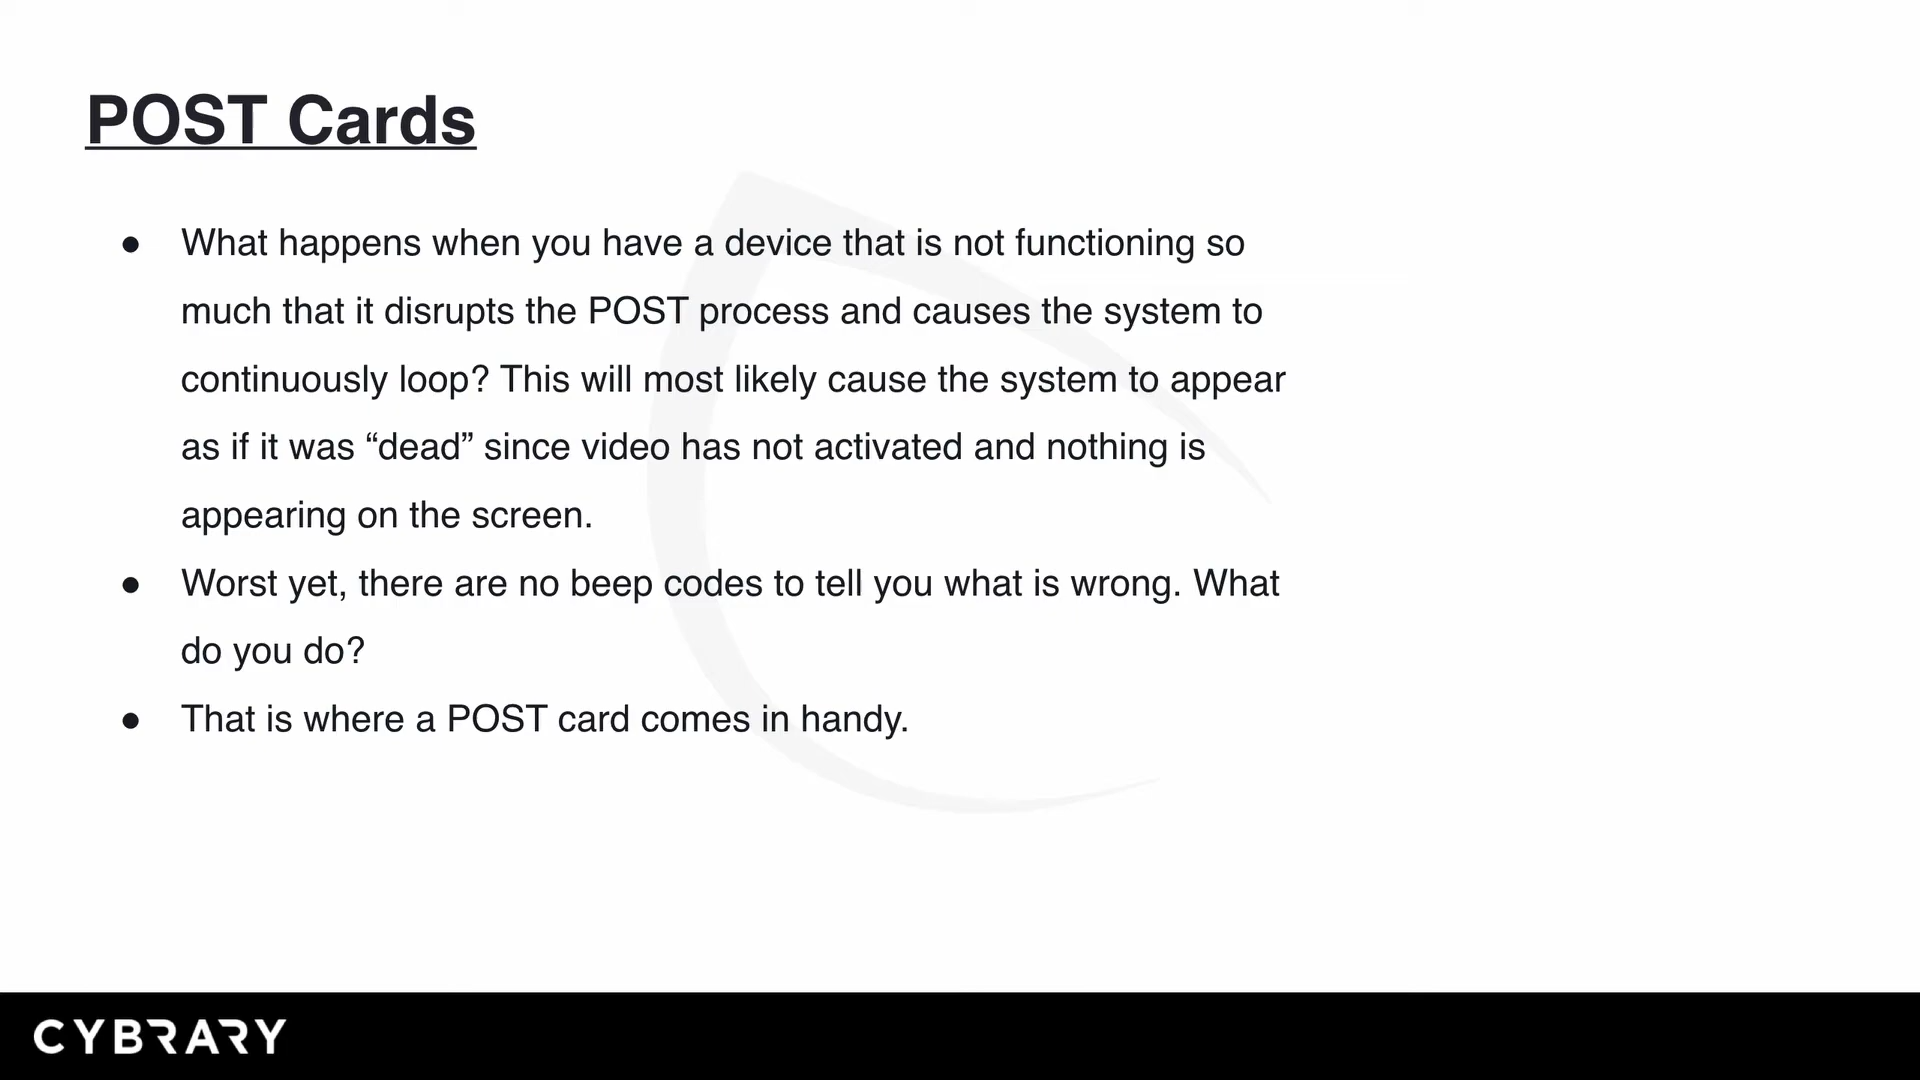 POST Cards
● What happens when you have a device that is not functioning so
much that it disrupts the POST process and causes the system to
continuously loop? This will most likely cause the system to appear
as if it was “dead” since video has not activated and nothing is
appearing on the screen.
● Worst yet, there are no beep codes to tell you what is wrong. What
do you do?
● That is where a POST card comes in handy.
CYBRARY